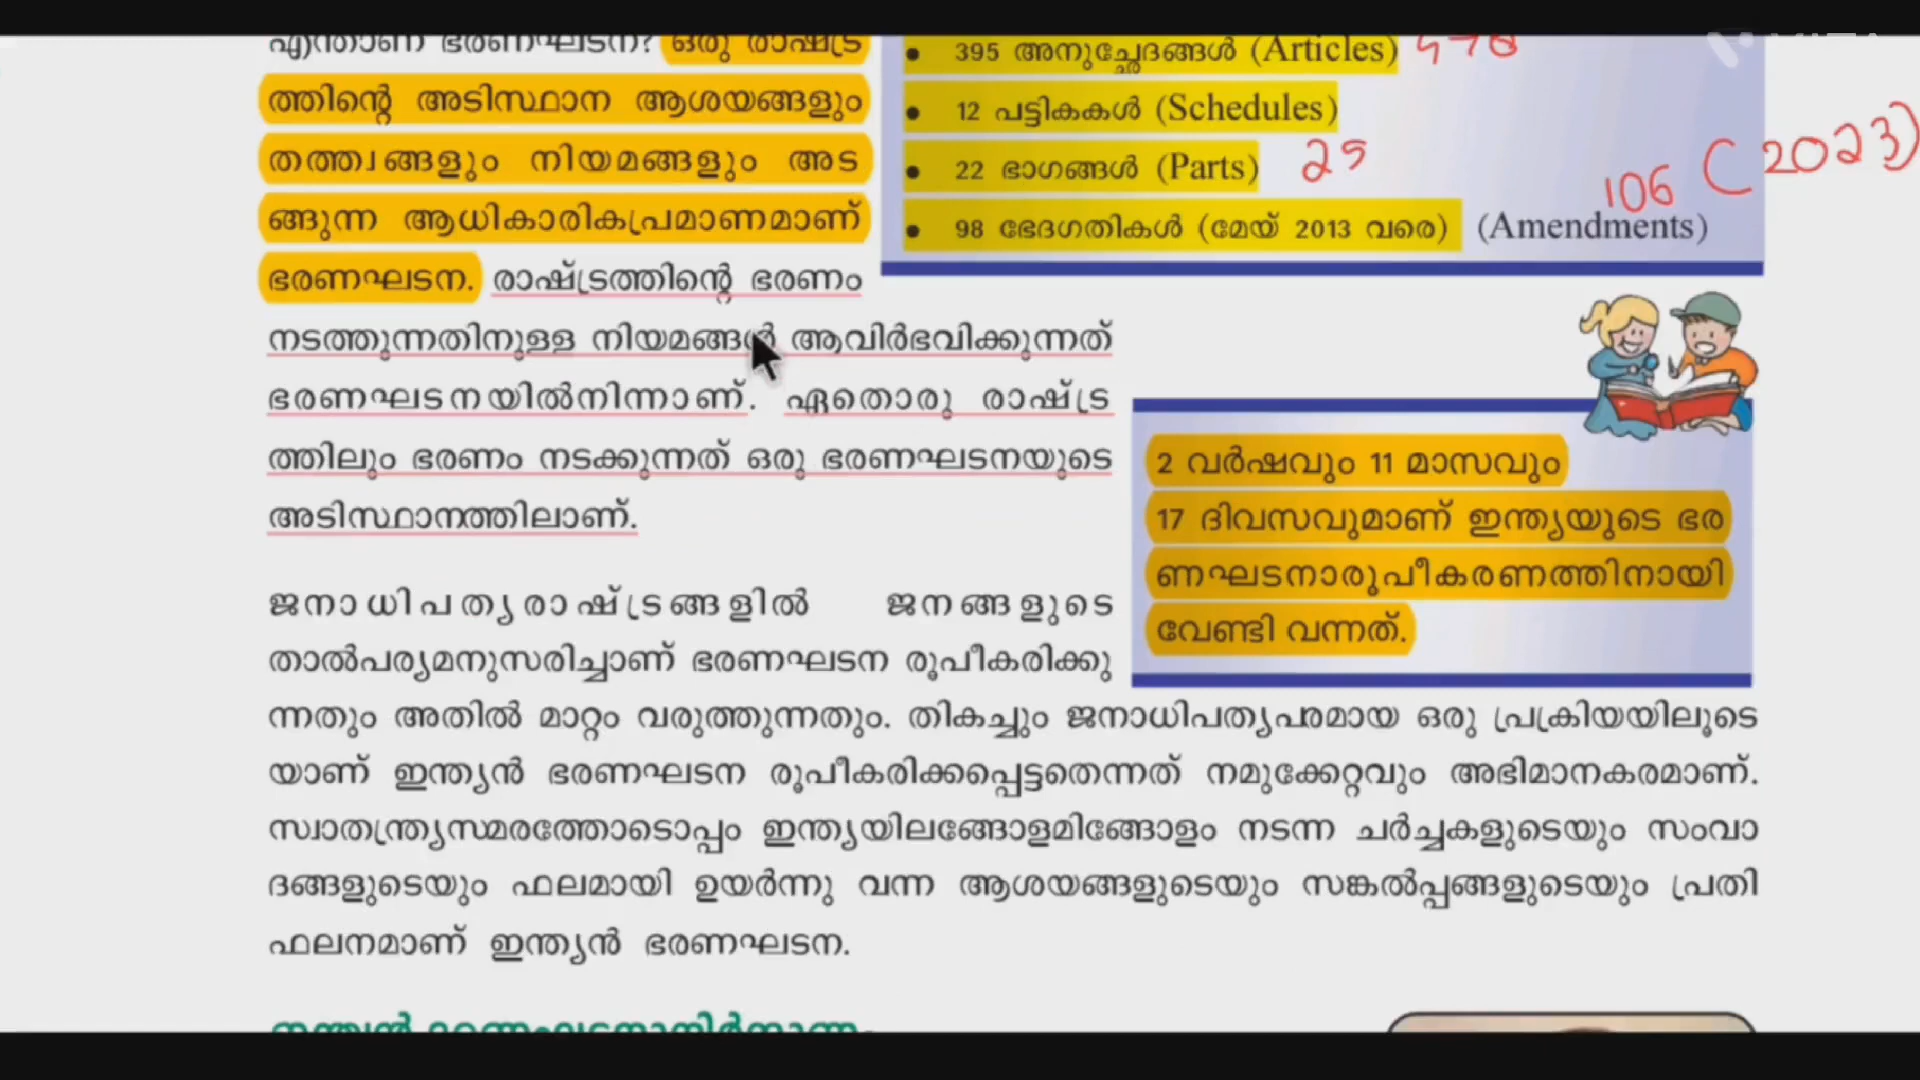 എന്താണ് ഭരണഘടന? ഒരു രാഷ്ട്ര
ത്തിന്റെ അടിസ്ഥാന ആശയങ്ങളും
തത്ത്വങ്ങളും നിയമങ്ങളും അട
ങ്ങുന്ന ആധികാരികപ്രമാണമാണ്
ഭരണഘടന. രാഷ്ട്രത്തിന്റെ ഭരണം
നടത്തുന്നതിനുള്ള നിയമങ്ങൾ ആവിർഭവിക്കുന്നത്
ഭരണഘടനയിൽനിന്നാണ്. ഏതൊരു രാഷ്ട്ര
ത്തിലും ഭരണം നടക്കുന്നത് ഒരു ഭരണഘടനയുടെ
അടിസ്ഥാനത്തിലാണ്.
• 395 അനുച്ഛേദങ്ങൾ (Articles)
• 12 പട്ടികകൾ (Schedules)
• 22 ഭാഗങ്ങൾ (Parts) 25
106 (2023)
• 98 ഭേദഗതികൾ (മേയ് 2013 വരെ) (Amendments)
2 വർഷവും 11 മാസവും
17 ദിവസവുമാണ് ഇന്ത്യയുടെ ഭര
ണഘടനാരൂപീകരണത്തിനായി
വേണ്ടി വന്നത്.
ജനാധിപത്യരാഷ്ട്രങ്ങളിൽ ജനങ്ങളുടെ
താൽപര്യമനുസരിച്ചാണ് ഭരണഘടന രൂപീകരിക്കു
ന്നതും അതിൽ മാറ്റം വരുത്തുന്നതും. തികച്ചും ജനാധിപത്യപരമായ ഒരു പ്രക്രിയയിലൂടെ
യാണ് ഇന്ത്യൻ ഭരണഘടന രൂപീകരിക്കപ്പെട്ടതെന്നത് നമുക്കേറ്റവും അഭിമാനകരമാണ്.
സ്വാതന്ത്ര്യസമരത്തോടൊപ്പം ഇന്ത്യയിലങ്ങോളമിങ്ങോളം നടന്ന ചർച്ചകളുടെയും സംവാ
ദങ്ങളുടെയും ഫലമായി ഉയർന്നു വന്ന ആശയങ്ങളുടെയും സങ്കൽപ്പങ്ങളുടെയും പ്രതി
ഫലനമാണ് ഇന്ത്യൻ ഭരണഘടന.